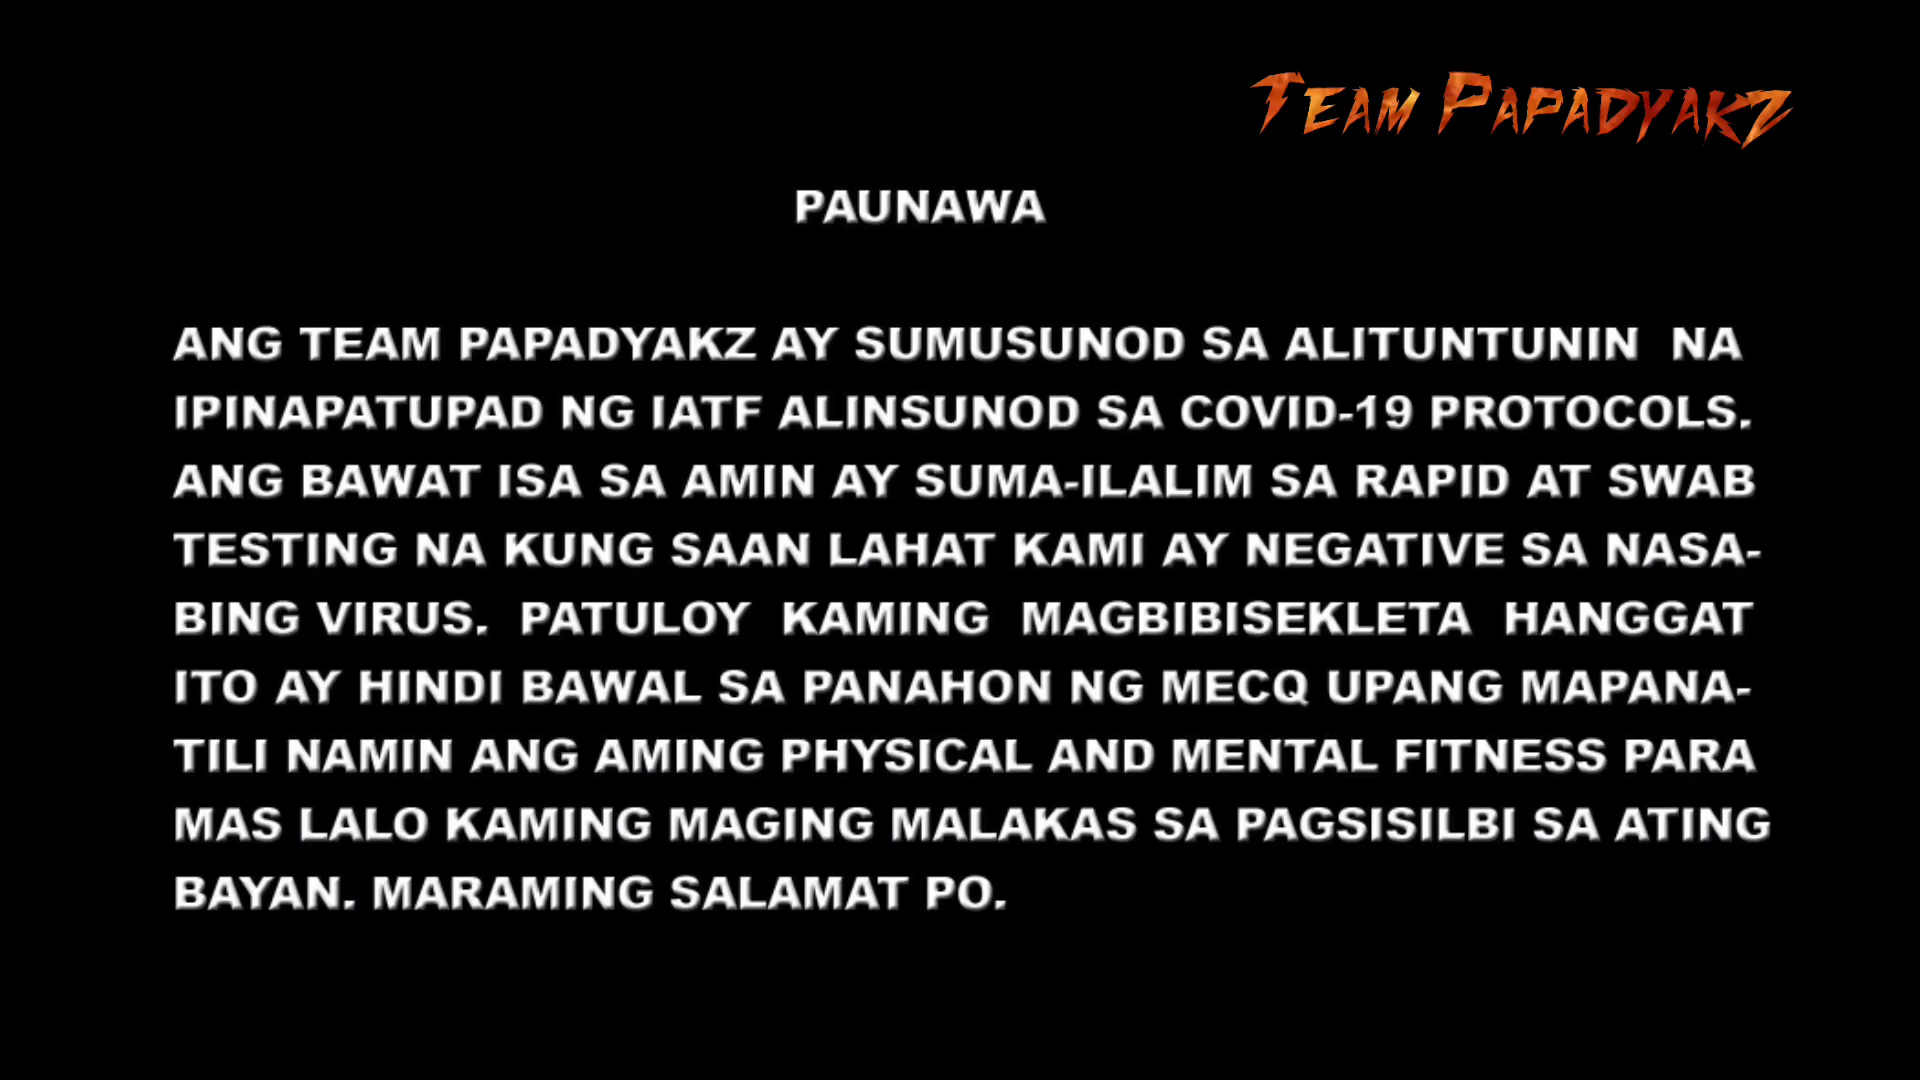 TEAM PAPADYAKZ
PAUNAWA
ANG TEAM PAPADYAKZ AY SUMUSUNOD SA ALITUNTUNIN NA
IPINAPATUPAD NG IATF ALINSUNOD SA COVID-19 PROTOCOLS.
ANG BAWAT ISA SA AMIN AY SUMA-ILALIM SA RAPID AT SWAB
TESTING NA KUNG SAAN LAHAT KAMI AY NEGATIVE SA NASA-
BING VIRUS. PATULOY KAMING MAGBIBISEKLETA HANGGAT
ITO AY HINDI BAWAL SA PANAHON NG MECQ UPANG MAPANA-
TILI NAMIN ANG AMING PHYSICAL AND MENTAL FITNESS PARA
MAS LALO KAMING MAGING MALAKAS SA PAGSISILBI SA ATING
BAYAN. MARAMING SALAMAT PO.